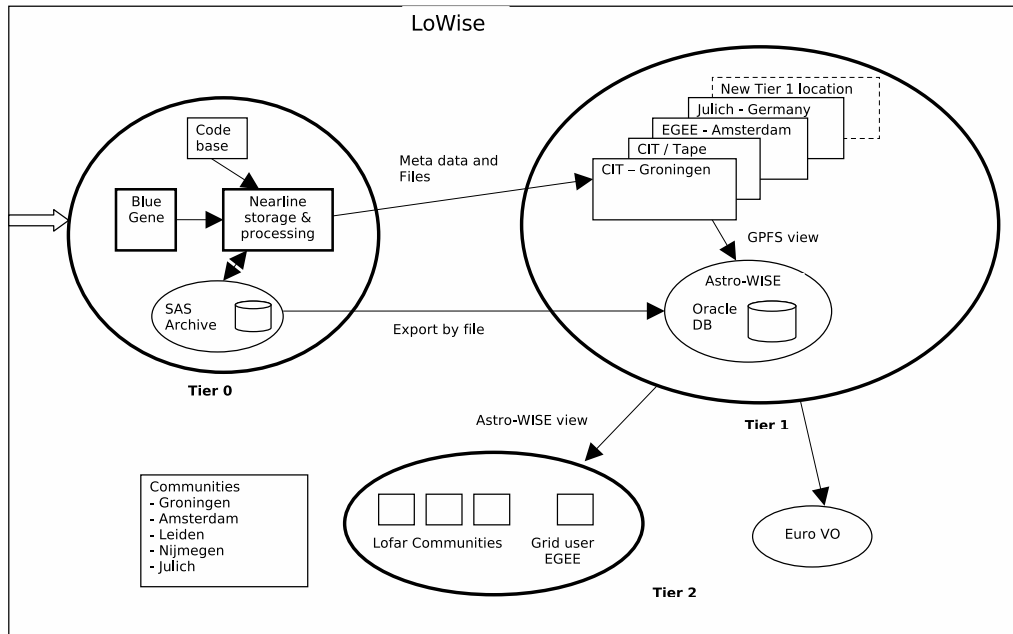 LoWise
New Tier 1 location
Julich - Germany
EGEE - Amsterdam
CIT / Tape
CIT – Groningen
Code
base
Meta data and
Files
Blue
Gene
Nearline
storage &
processing
GPFS view
Astro-WISE
Oracle
DB
SAS
Archive
Export by file
Tier 0
Tier 1
Astro-WISE view
Communities
- Groningen
- Amsterdam
- Leiden
- Nijmegen
- Julich
Lofar Communities
Grid user
EGEE
Euro VO
Tier 2